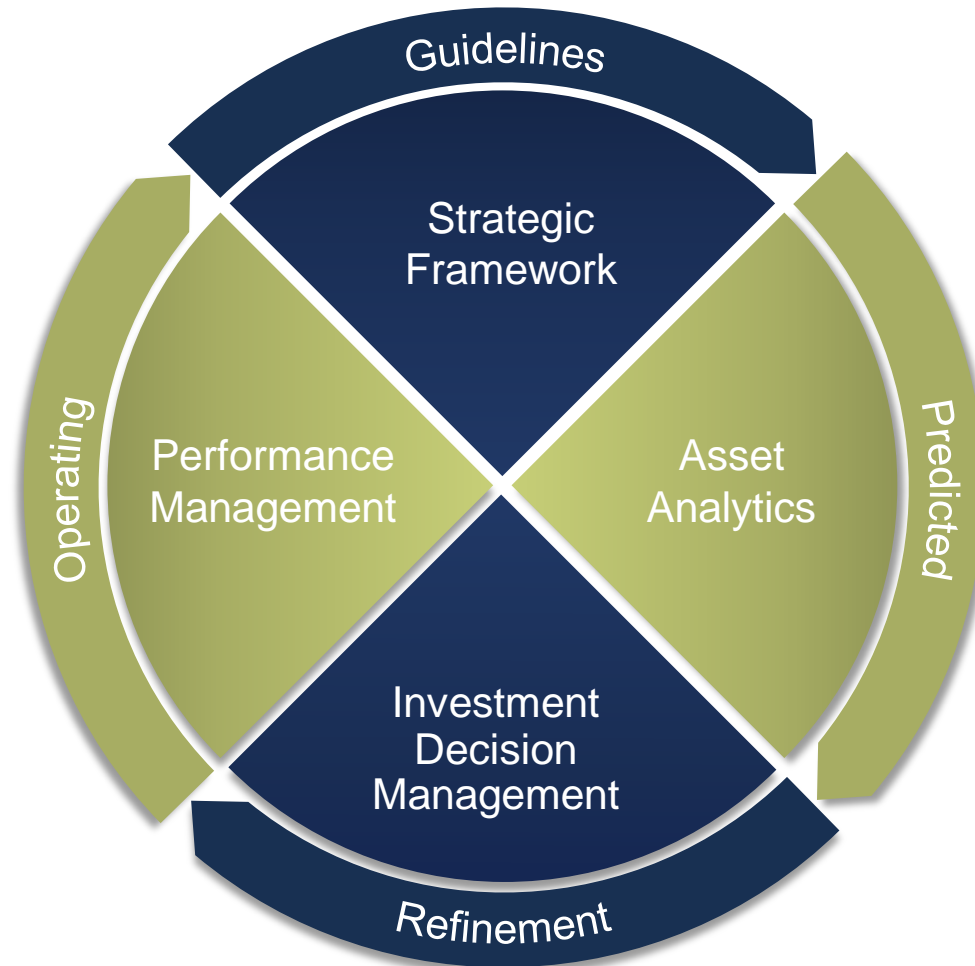 Guidelines
Strategic
Framework
Operating
Performance
Management
Asset
Analytics
Predicted
Investment
Decision
Management
Refinement